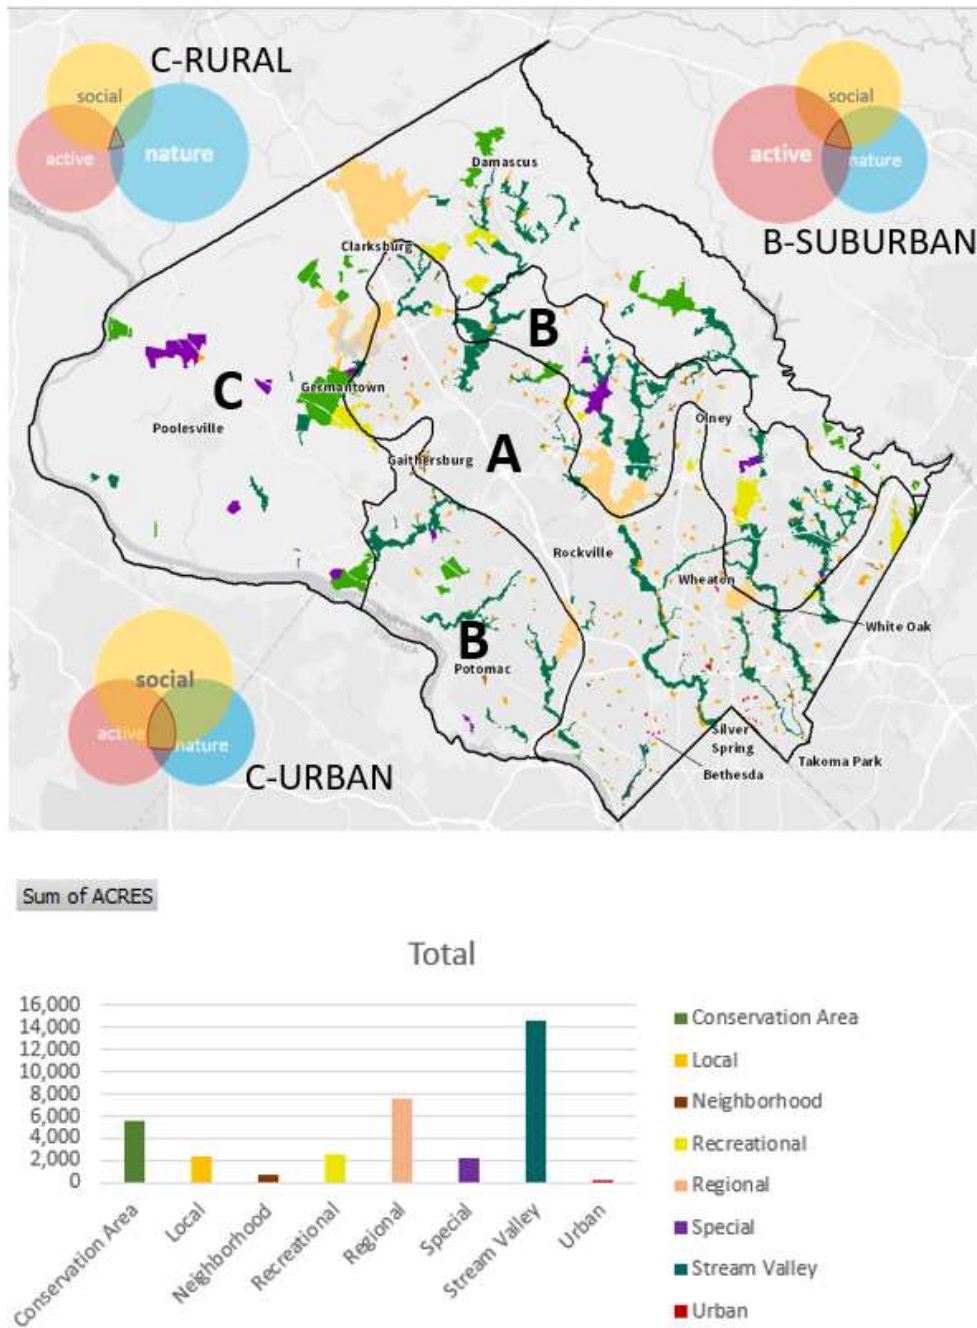 C-RURAL
social
active
nature
social
active
nature
B-SUBURBAN
Damascus
Clarksburg
B
C
Germantown
Poolesville
Olney
A
Gaithersburg
Rockville
Wheaton
White Oak
B
Potomac
social
active
nature
C-URBAN
Silver
Spring
Takoma Park
Bethesda
Sum of ACRES
Total
16,000
14,000
12,000
10,000
8,000
6,000
4,000
2,000
0
Conservation Area
Local
Neighborhood
Recreational
Regional
Special
Stream Valley
Urban
Conservation Area
Local
Neighborhood
Recreational
Regional
Special
Stream Valley
Urban